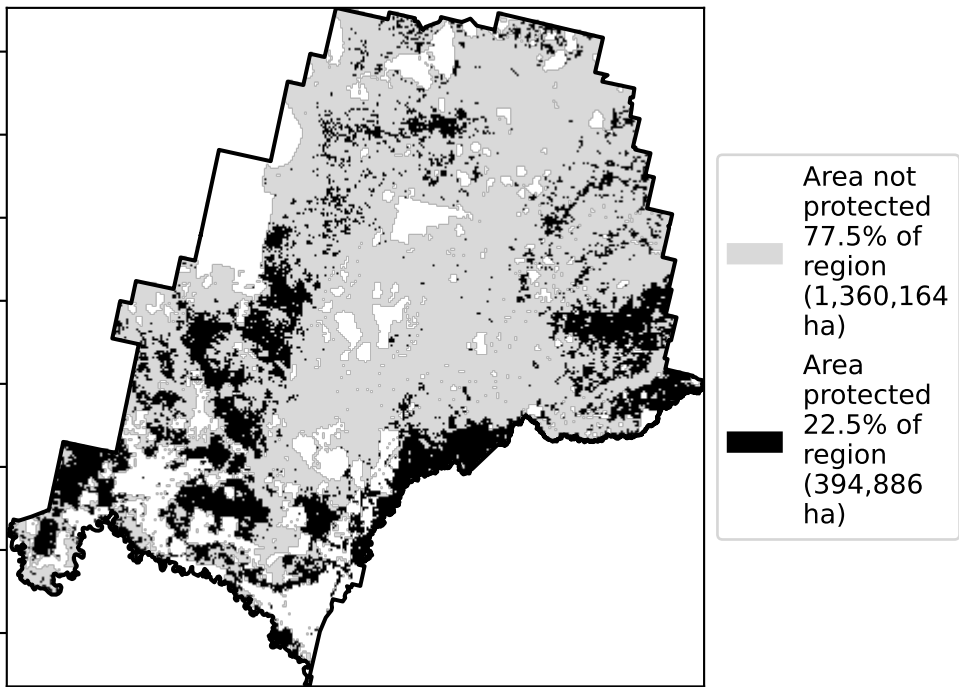 Area not
protected
77.5% of
region
(1,360,164
ha)
Area
protected
22.5% of
region
(394,886
ha)